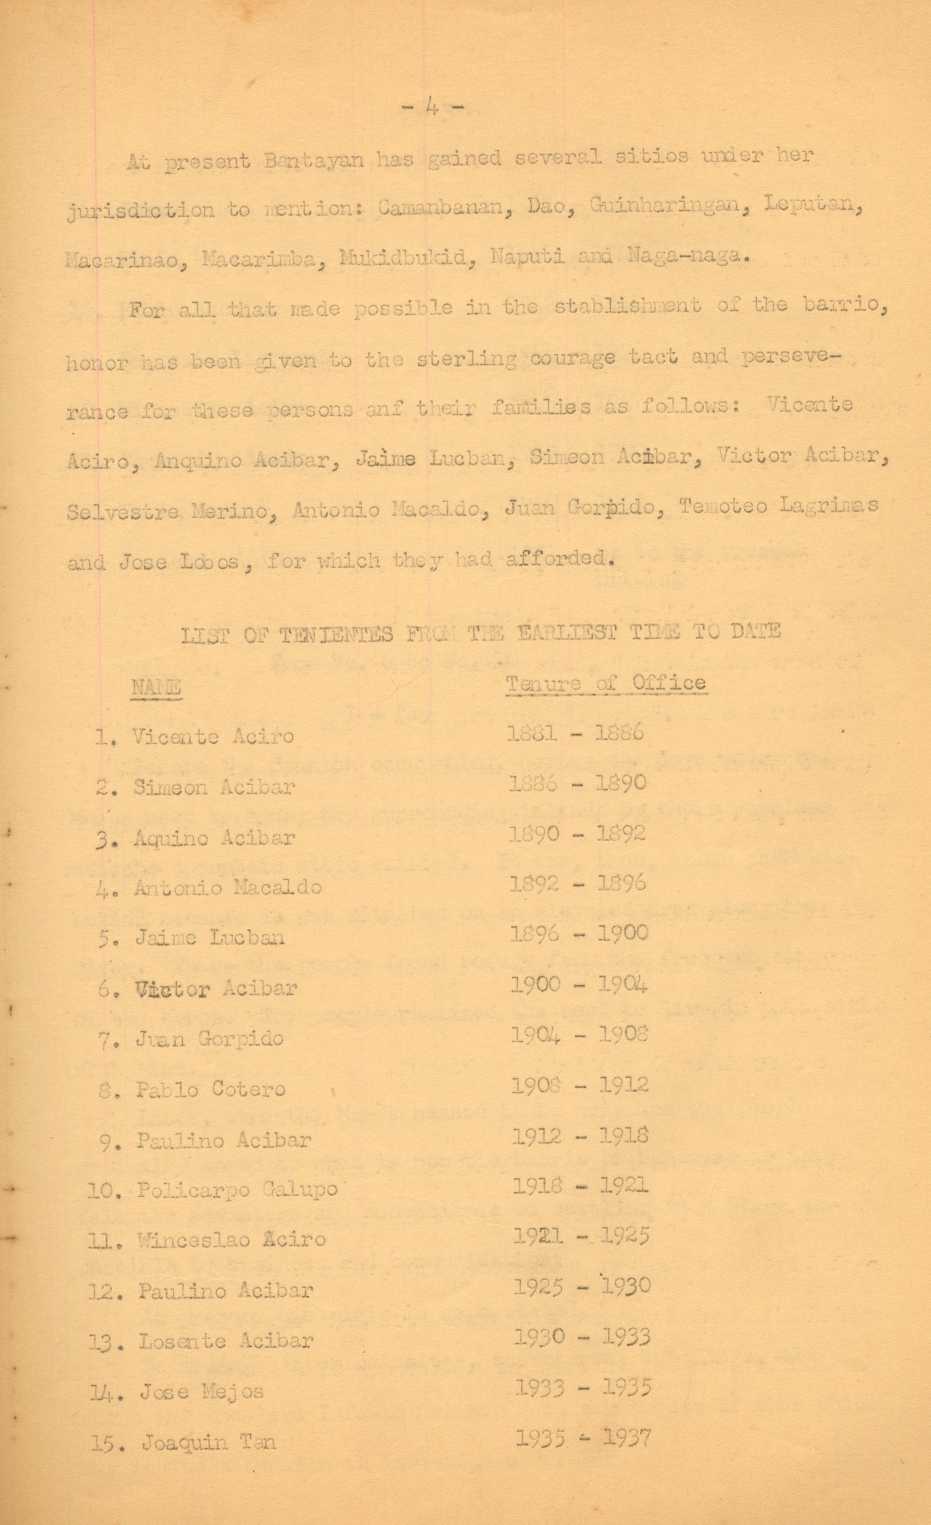 - 4 -
At present Bantayan has gained several sitios under her
jurisdiction to mention: Camanbanan, Dao, Guinharingan, Leputan,
Macarinao, Macarimba, Mukidbukid, Naputi and Naga-naga.
For all that made possible in the stablishment of the barrio,
honor has been given to the sterling courage tact and perseve-
rance for these persons anf their families as follows: Vicente
Aciro, Anquino Acibar, Jaime Lucban, Simeon Acibar, Victor Acibar,
Selvestre Merino, Antonio Macaldo, Juan Gorpido, Temoteo Lagrimas
and Jose Lobos, for which they had afforded.
LIST OF TENIENTES FROM THE EARLIEST TIME TO DATE
NAME Tenure of Office
1. Vicente Aciro 1881 - 1886
2. Simeon Acibar 1886 - 1890
3. Aquino Acibar 1890 - 1892
4. Antonio Macaldo 1892 - 1896
5. Jaime Lucban 1896 - 1900
6. Victor Acibar 1900 - 1904
7. Juan Gorpido 1904 - 1908
8. Pablo Cotero 1908 - 1912
9. Paulino Acibar 1912 - 1918
10. Policarpo Galupo 1918 - 1921
11. Winceslao Aciro 1921 - 1925
12. Paulino Acibar 1925 - 1930
13. Losente Acibar 1930 - 1933
14. Jose Mejos 1933 - 1935
15. Joaquin Tan 1935 - 1937